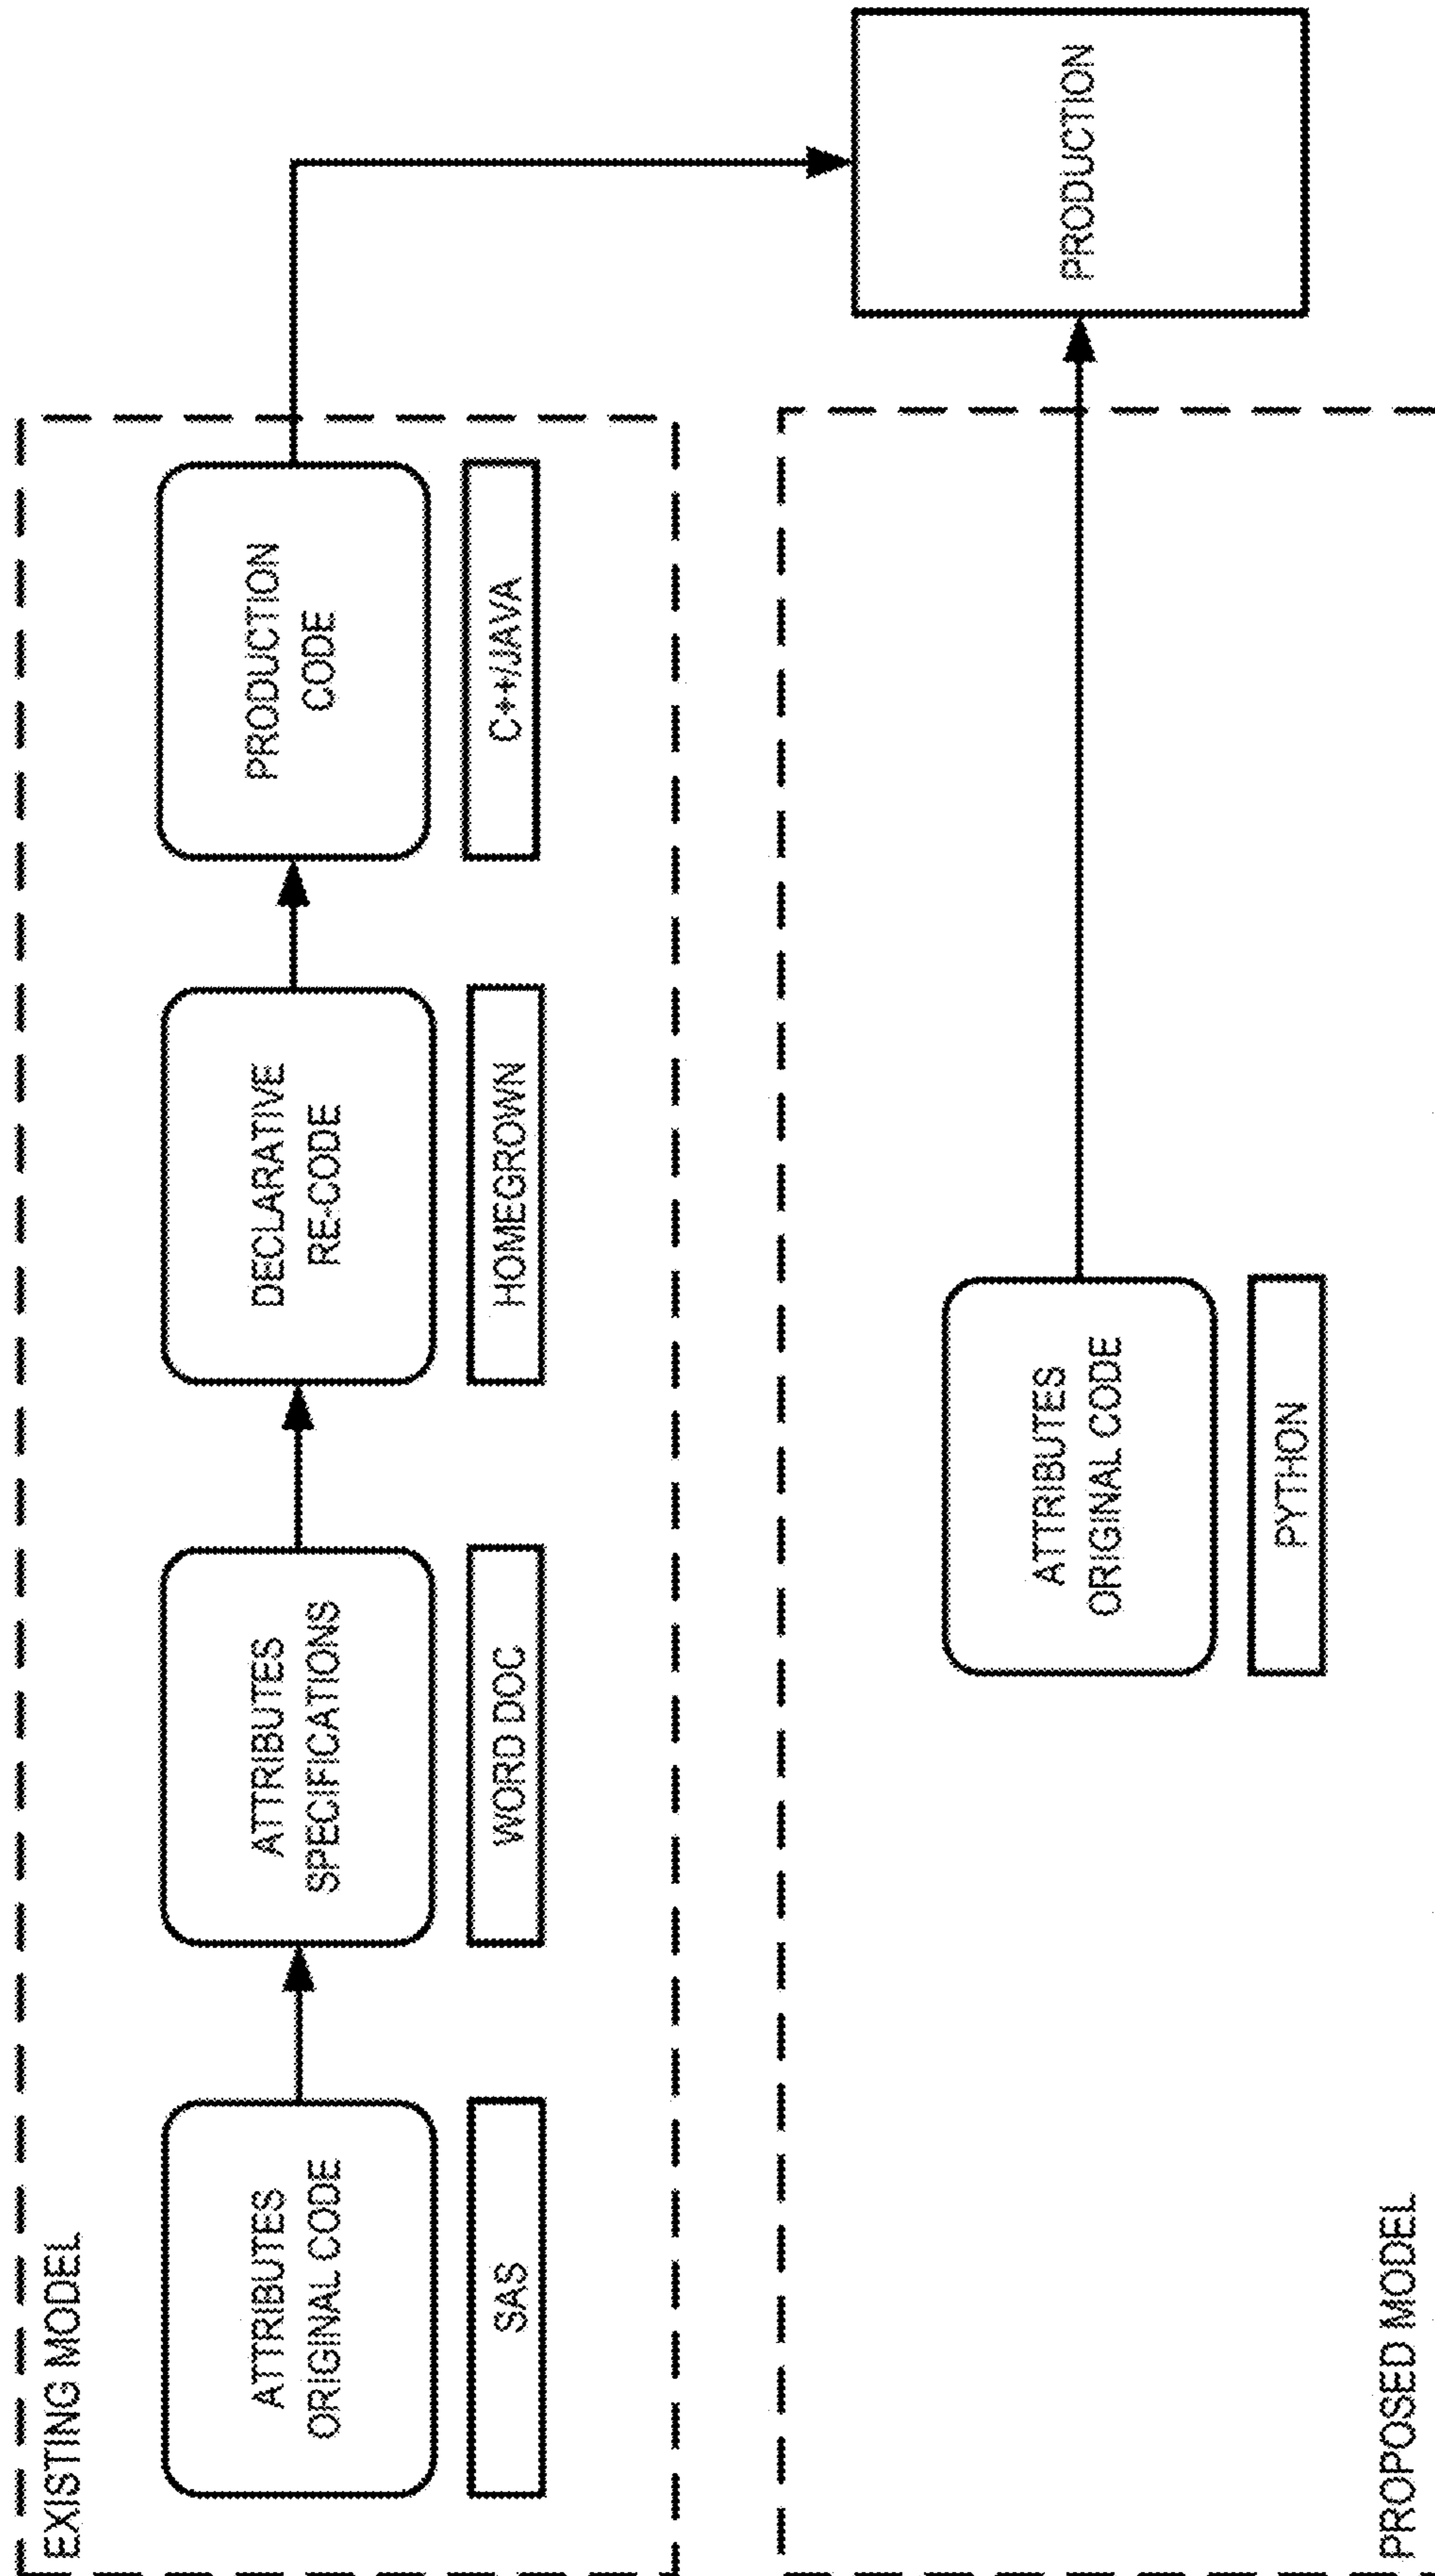 EXISTING MODEL
ATTRIBUTES
ORIGINAL CODE
SAS
ATTRIBUTES
SPECIFICATIONS
WORD DOC
DECLARATIVE
RE-CODE
HOMEGROWN
PRODUCTION
CODE
C++/JAVA
PRODUCTION
ATTRIBUTES
ORIGINAL CODE
PYTHON
PROPOSED MODEL